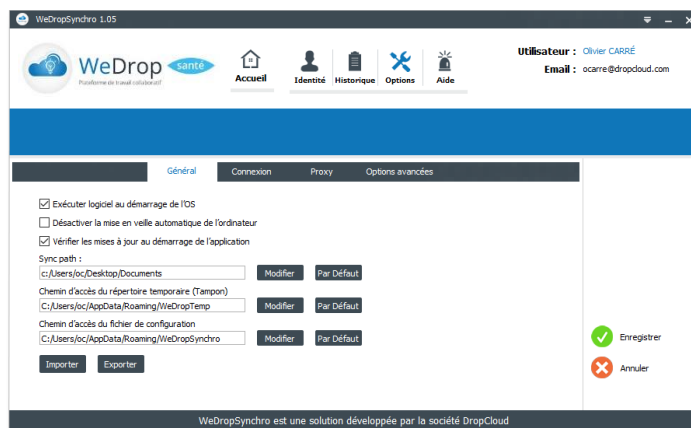 WeDropSynchro 1.05
WeDrop santé
Plateforme de travail collaboratif
Accueil
Identité
Historique
Options
Aide
Utilisateur : Olivier CARRÉ
Email : ocarre@dropcloud.com
Général
Connexion
Proxy
Options avancées
Exécuter logiciel au démarrage de l'OS
Désactiver la mise en veille automatique de l'ordinateur
Vérifier les mises à jour au démarrage de l'application
Sync path :
c:/Users/oc/Desktop/Documents
Modifier
Par Défaut
Chemin d'accès du répertoire temporaire (Tampon)
C:/Users/oc/AppData/Roaming/WeDropTemp
Modifier
Par Défaut
Chemin d'accès du fichier de configuration
C:/Users/oc/AppData/Roaming/WeDropSynchro
Modifier
Par Défaut
Importer
Exporter
Enregistrer
Annuler
WeDropSynchro est une solution développée par la société DropCloud